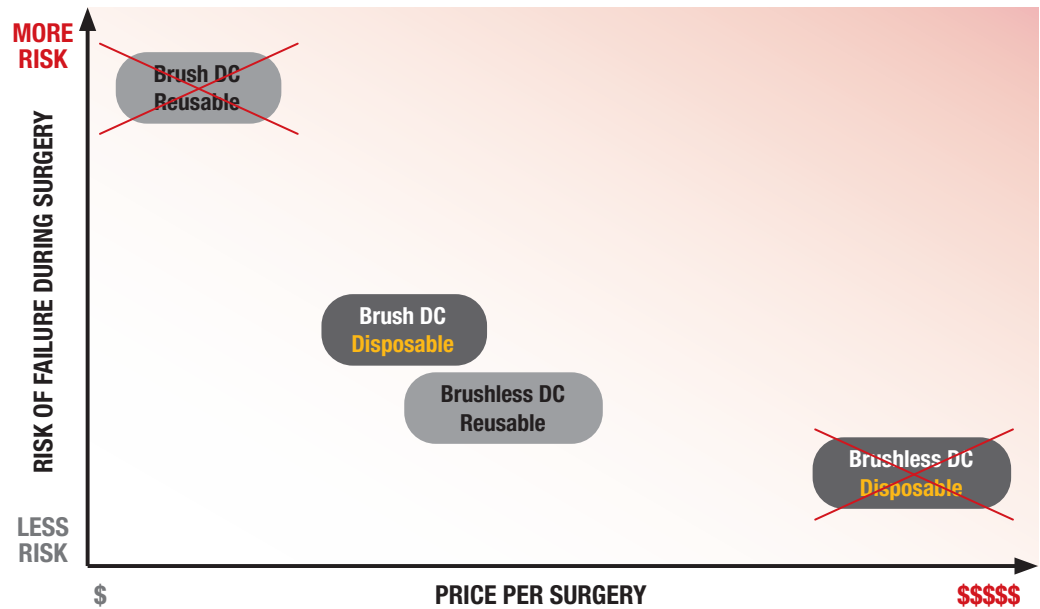 MORE
RISK
Brush DC
Reusable
RISK OF FAILURE DURING SURGERY
Brush DC
Disposable
Brushless DC
Reusable
Brushless DC
Disposable
LESS
RISK
$
PRICE PER SURGERY
$$$$$